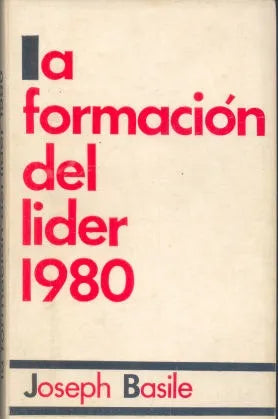 la
formación
del
lider
1980
Joseph Basile